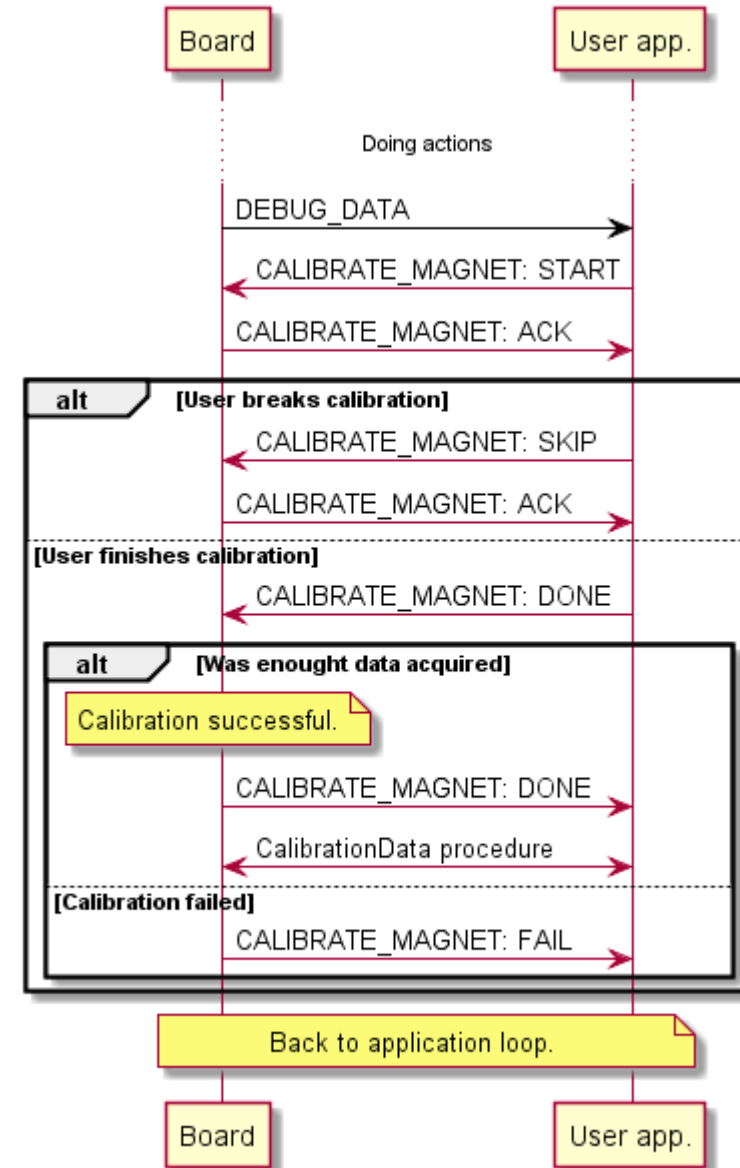 Board
User app.
Doing actions
DEBUG_DATA
CALIBRATE_MAGNET: START
CALIBRATE_MAGNET: ACK
alt [User breaks calibration]
CALIBRATE_MAGNET: SKIP
CALIBRATE_MAGNET: ACK
[User finishes calibration]
CALIBRATE_MAGNET: DONE
alt [Was enought data acquired]
Calibration successful.
CALIBRATE_MAGNET: DONE
CalibrationData procedure
[Calibration failed]
CALIBRATE_MAGNET: FAIL
Back to application loop.
Board
User app.